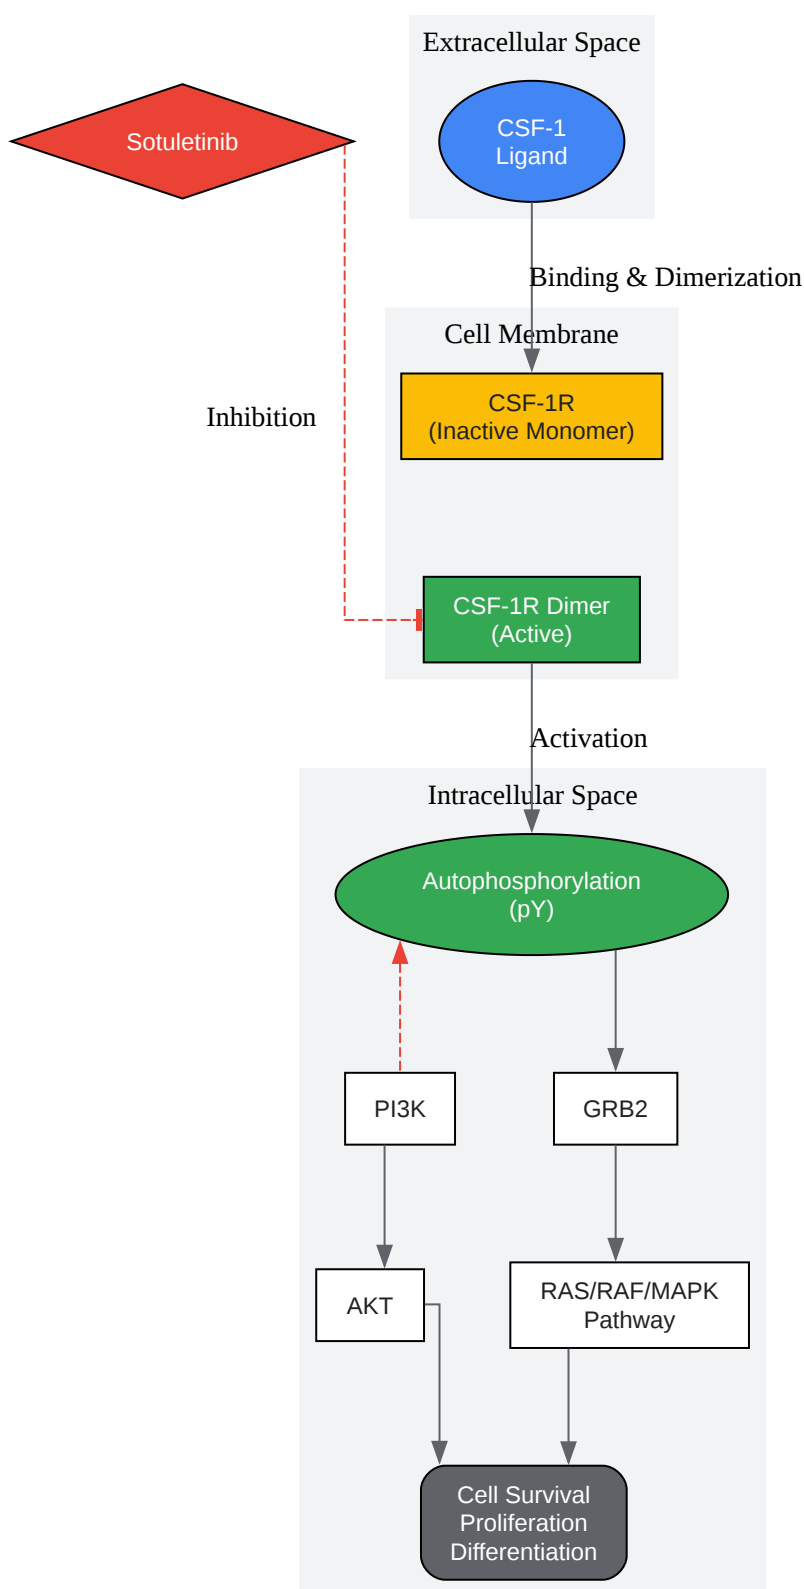 Extracellular Space
Sotuletinib
CSF-1
Ligand
Binding & Dimerization
Cell Membrane
CSF-1R
(Inactive Monomer)
Inhibition
CSF-1R Dimer
(Active)
Activation
Intracellular Space
Autophosphorylation
(pY)
PI3K
GRB2
AKT
RAS/RAF/MAPK
Pathway
Cell Survival
Proliferation
Differentiation